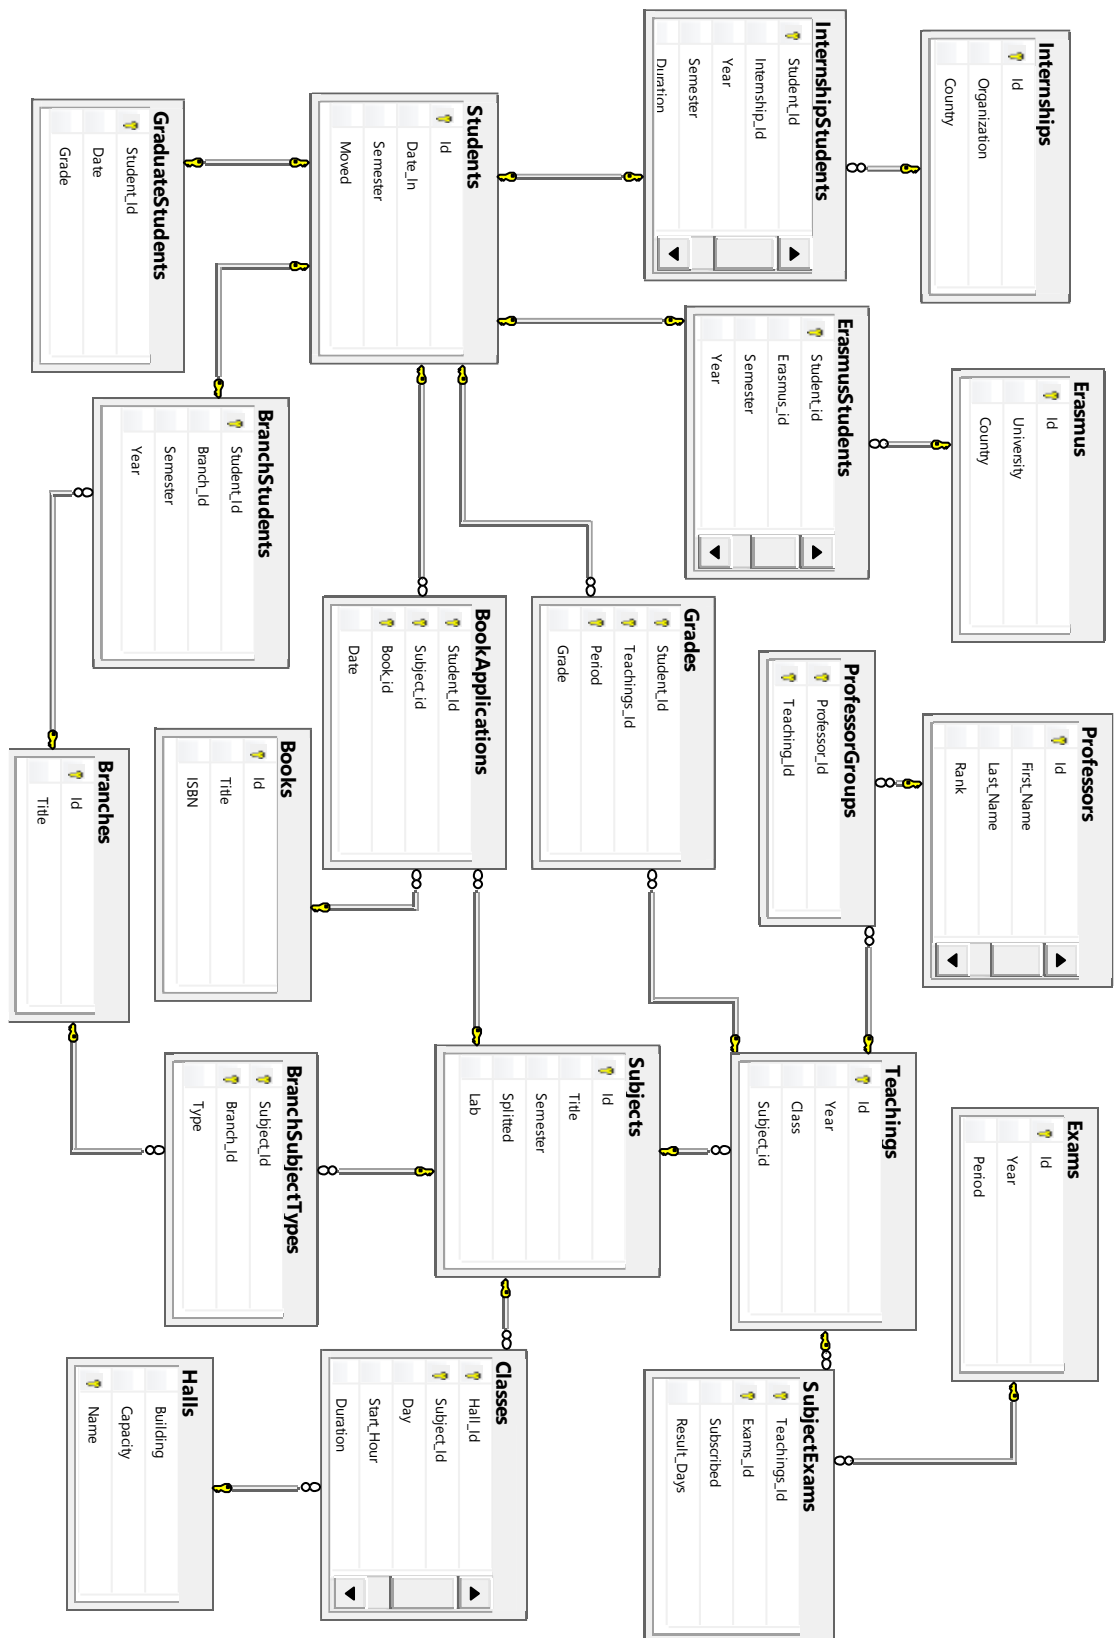 Internships
Id
Organization
Country
Erasmus
Id
University
Country
Professors
Id
First_Name
Last_Name
Rank
Exams
Id
Year
Period
InternshipStudents
Student_Id
Internship_Id
Year
Semester
Duration
ErasmusStudents
Student_id
Erasmus_id
Semester
Year
ProfessorGroups
Professor_Id
Teaching_Id
Teachings
Id
Year
Class
Subject_id
SubjectExams
Teachings_Id
Exams_Id
Subscribed
Result_Days
Grades
Student_Id
Teachings_Id
Period
Grade
Subjects
Id
Title
Semester
Splitted
Lab
Students
Id
Date_In
Semester
Moved
BookApplications
Student_Id
Subject_id
Book_id
Date
Classes
Hall_Id
Subject_Id
Day
Start_Hour
Duration
Books
Id
Title
ISBN
BranchSubjectTypes
Subject_Id
Branch_Id
Type
BranchStudents
Student_Id
Branch_Id
Semester
Year
GraduateStudents
Student_Id
Date
Grade
Halls
Building
Capacity
Name
Branches
Id
Title